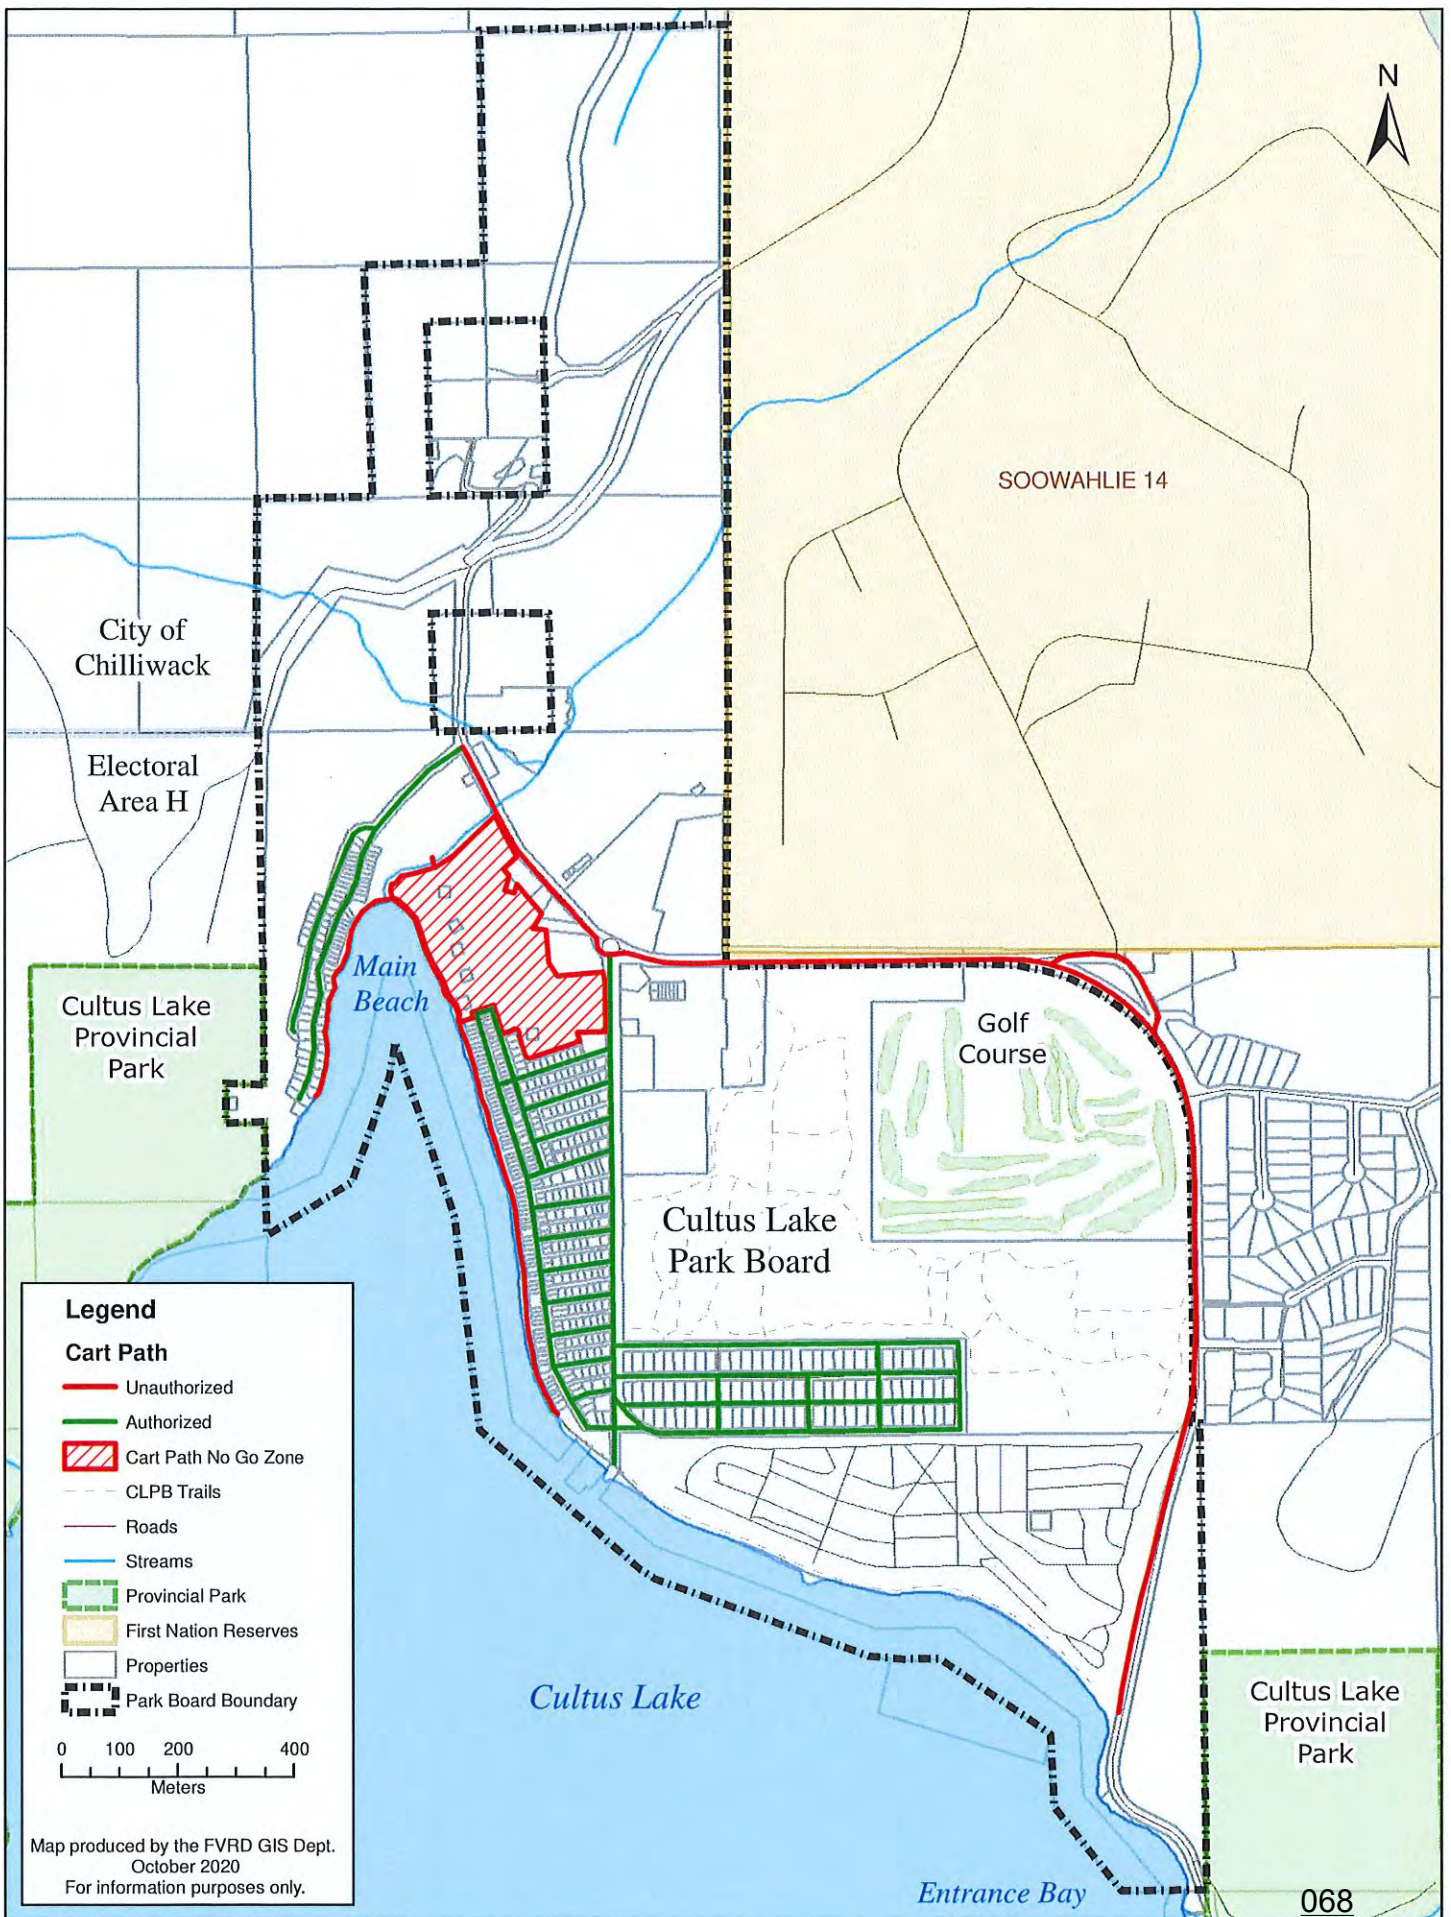 N
SOOWAHLIE 14
City of
Chilliwack
Electoral
Area H
Main
Beach
Cultus Lake
Provincial
Park
Golf
Course
Cultus Lake
Park Board
Legend
Cart Path
Unauthorized
Authorized
Cart Path No Go Zone
CLPB Trails
Roads
Streams
Provincial Park
First Nation Reserves
Properties
Park Board Boundary
0 100 200 400
Meters
Map produced by the FVRD GIS Dept.
October 2020
For information purposes only.
Cultus Lake
Cultus Lake
Provincial
Park
Entrance Bay
068